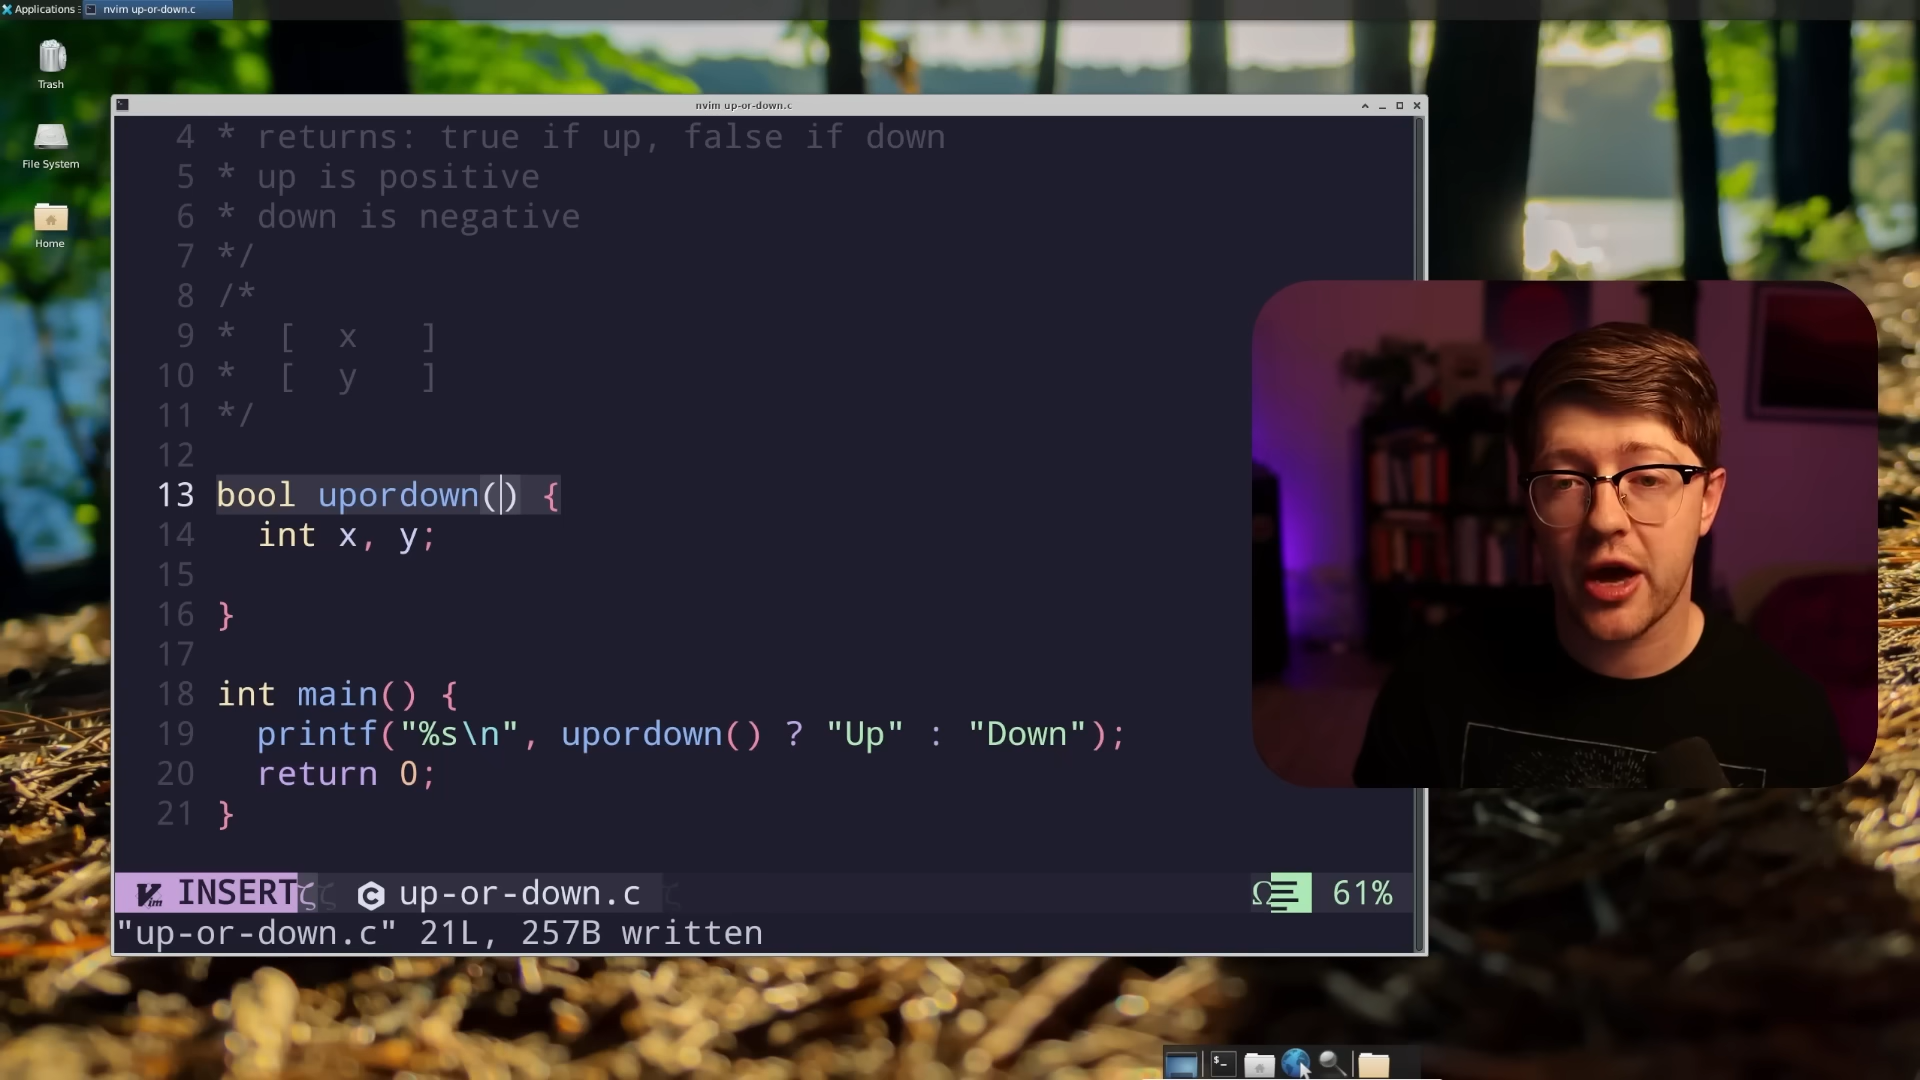 Applications
nvim up-or-down.c
Trash
File System
Home
nvim up-or-down.c
4 * returns: true if up, false if down
5 * up is positive
6 * down is negative
7 */
8 /*
9 * [ x ]
10 * [ y ]
11 */
12
13 bool upordown() {
14 int x, y;
15
16 }
17
18 int main() {
19 printf("%s\n", upordown() ? "Up" : "Down");
20 return 0;
21 }
INSERT up-or-down.c 61%
"up-or-down.c" 21L, 257B written